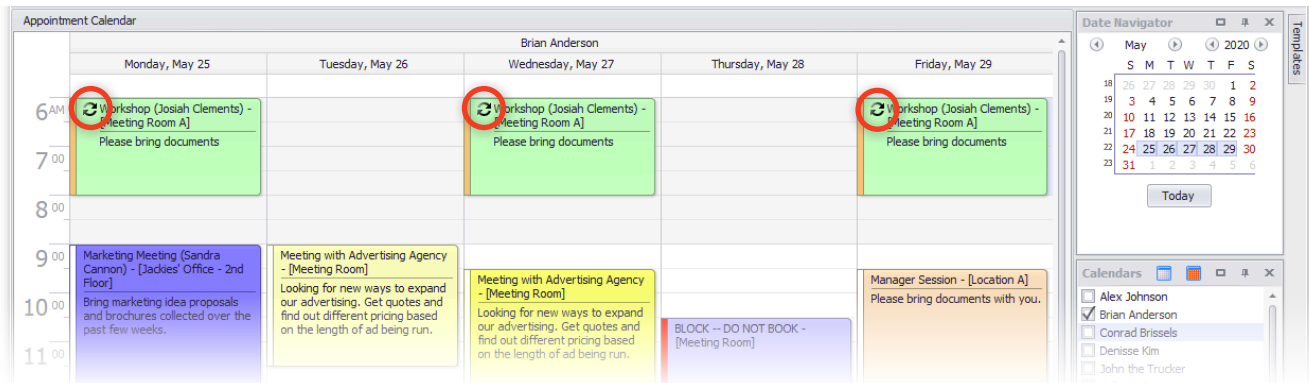 Appointment Calendar
Brian Anderson
Monday, May 25
Tuesday, May 26
Wednesday, May 27
Thursday, May 28
Friday, May 29
6 AM
7 00
8 00
9 00
10 00
11 00
Workshop (Josiah Clements) -
[Meeting Room A]
Please bring documents
Workshop (Josiah Clements) -
[Meeting Room A]
Please bring documents
Workshop (Josiah Clements) -
[Meeting Room A]
Please bring documents
Marketing Meeting (Sandra
Cannon) - [Jackies' Office - 2nd
Floor]
Bring marketing idea proposals
and brochures collected over the
past few weeks.
Meeting with Advertising Agency
- [Meeting Room]
Looking for new ways to expand
our advertising. Get quotes and
find out different pricing based
on the length of ad being run.
Meeting with Advertising Agency
- [Meeting Room]
Looking for new ways to expand
our advertising. Get quotes and
find out different pricing based
on the length of ad being run.
BLOCK -- DO NOT BOOK -
[Meeting Room]
Manager Session - [Location A]
Please bring documents with you.
Date Navigator
May 2020
S M T W T F S
18 26 27 28 29 30 1 2
19 3 4 5 6 7 8 9
20 10 11 12 13 14 15 16
21 17 18 19 20 21 22 23
22 24 25 26 27 28 29 30
23 31 1 2 3 4 5 6
Today
Calendars
Alex Johnson
Brian Anderson
Conrad Brissels
Denisse Kim
John the Trucker
Templates